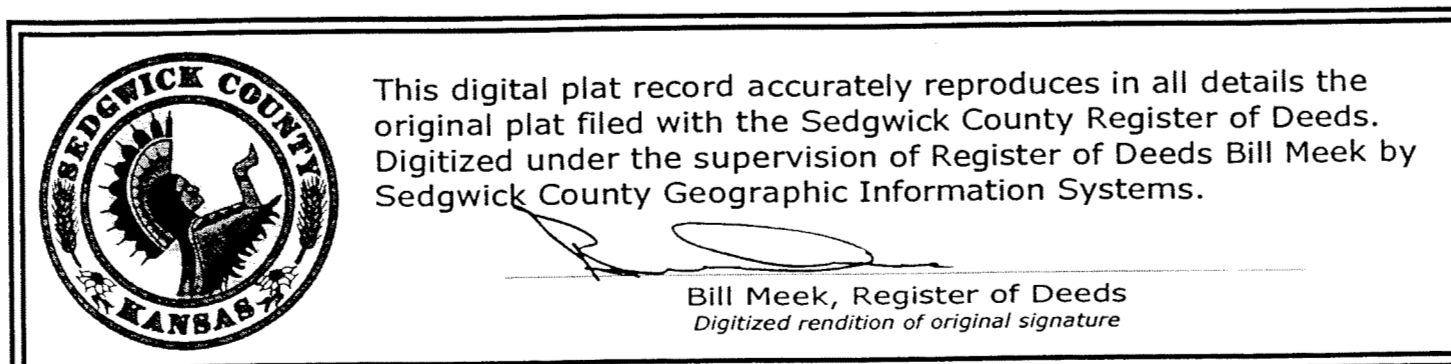 SEDGWICK COUNTY
KANSAS
This digital plat record accurately reproduces in all details the
original plat filed with the Sedgwick County Register of Deeds.
Digitized under the supervision of Register of Deeds Bill Meek by
Sedgwick County Geographic Information Systems.
Bill Meek, Register of Deeds
Digitized rendition of original signature